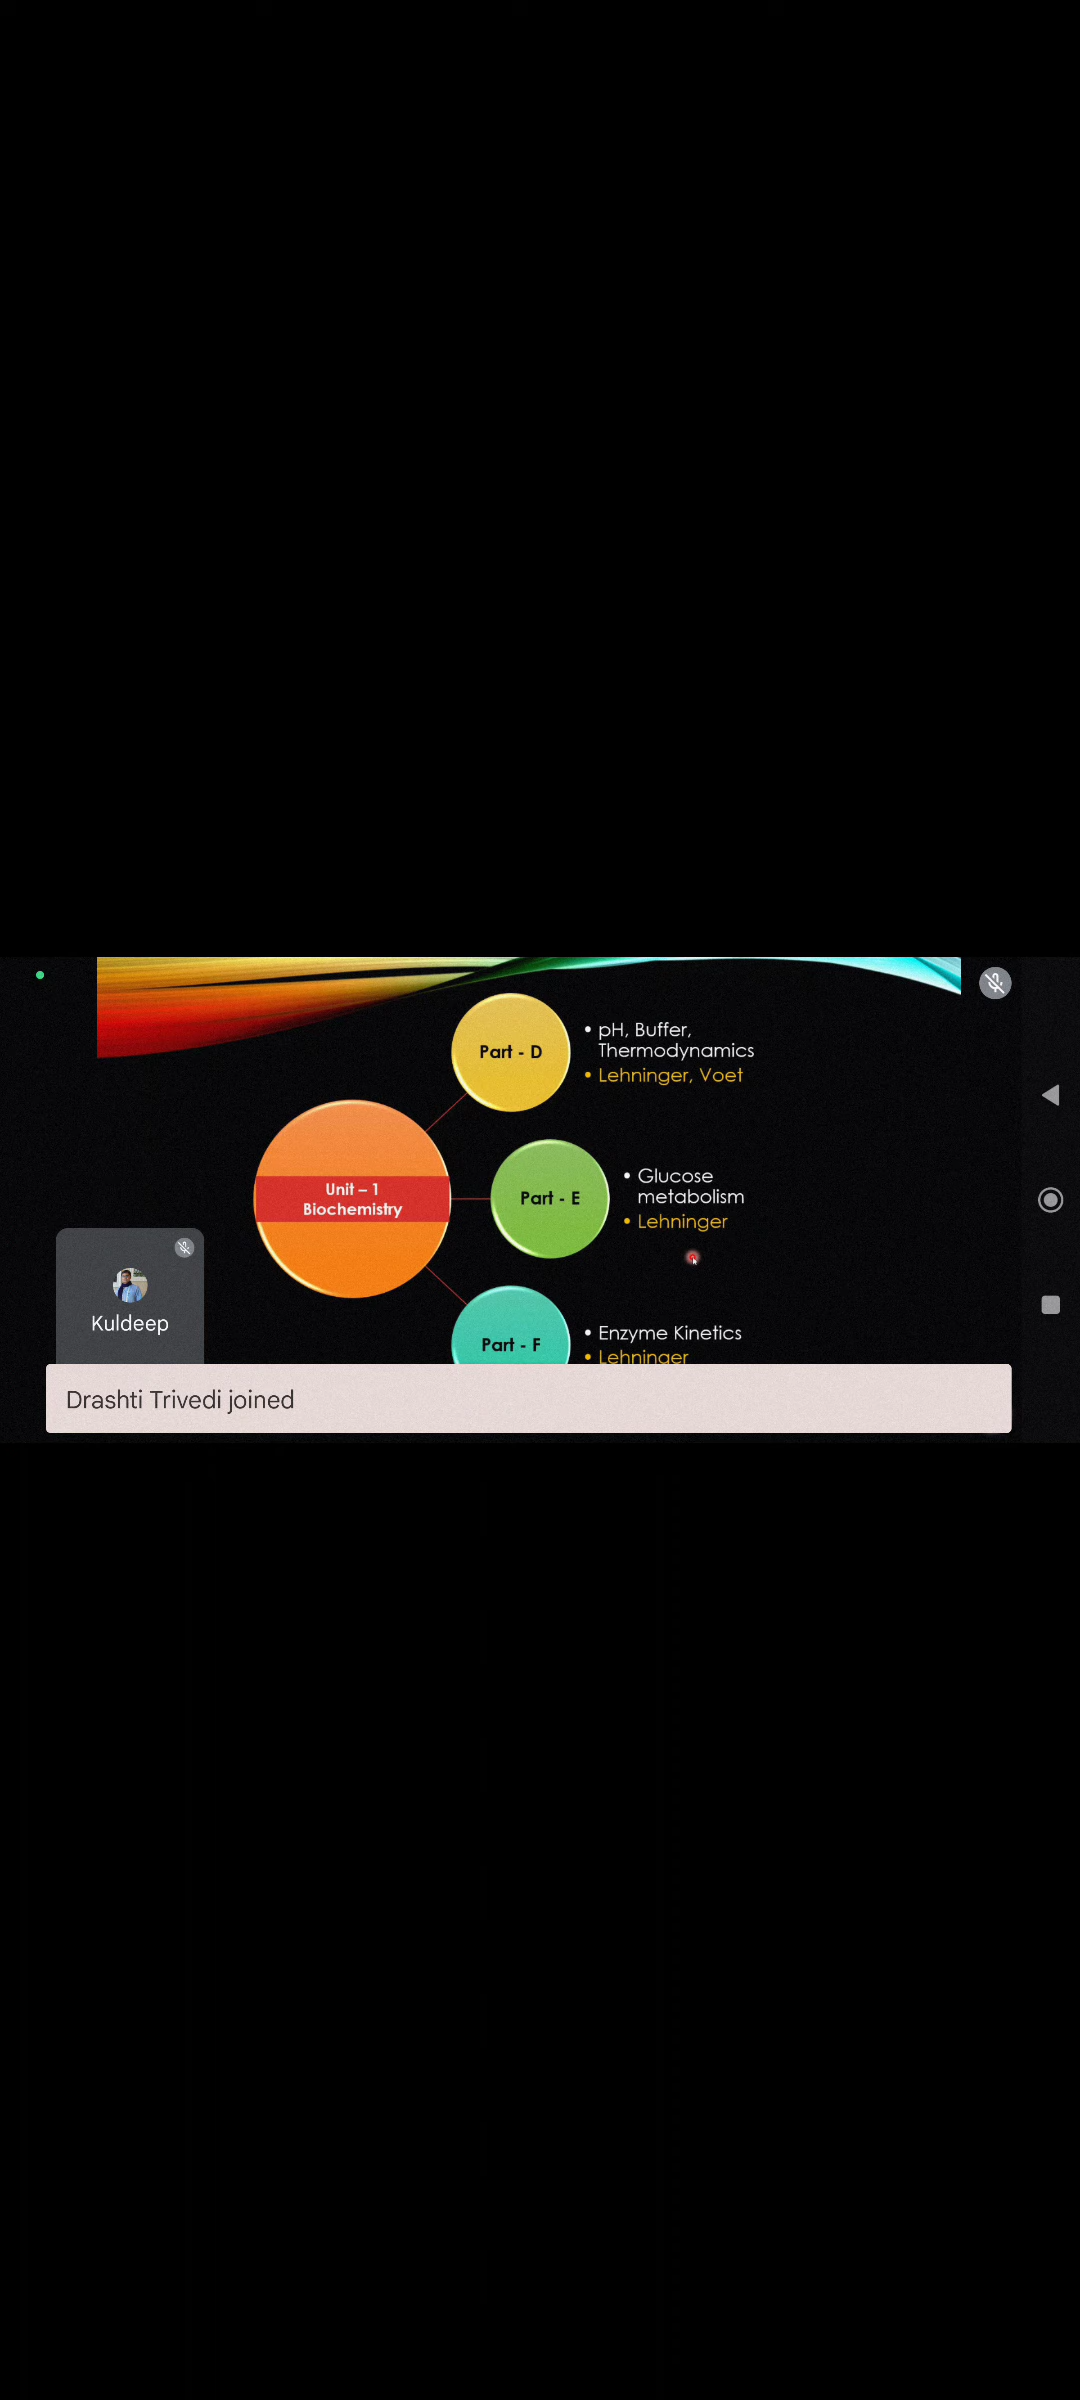 Part - D
• pH, Buffer,
Thermodynamics
• Lehninger, Voet
Unit – 1
Biochemistry
Part - E
• Glucose
metabolism
• Lehninger
Kuldeep
Part - F
• Enzyme Kinetics
• Lehninger
Drashti Trivedi joined